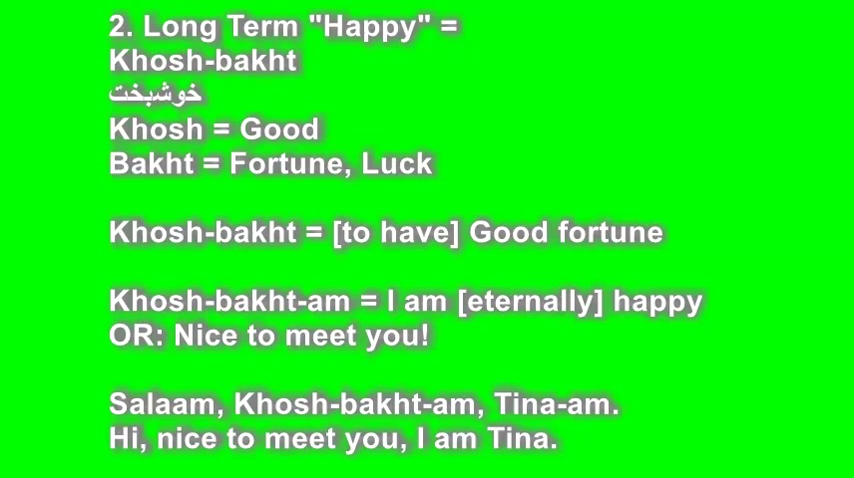 2. Long Term "Happy" =
Khosh-bakht
خوشبخت
Khosh = Good
Bakht = Fortune, Luck
Khosh-bakht = [to have] Good fortune
Khosh-bakht-am = I am [eternally] happy
OR: Nice to meet you!
Salaam, Khosh-bakht-am, Tina-am.
Hi, nice to meet you, I am Tina.